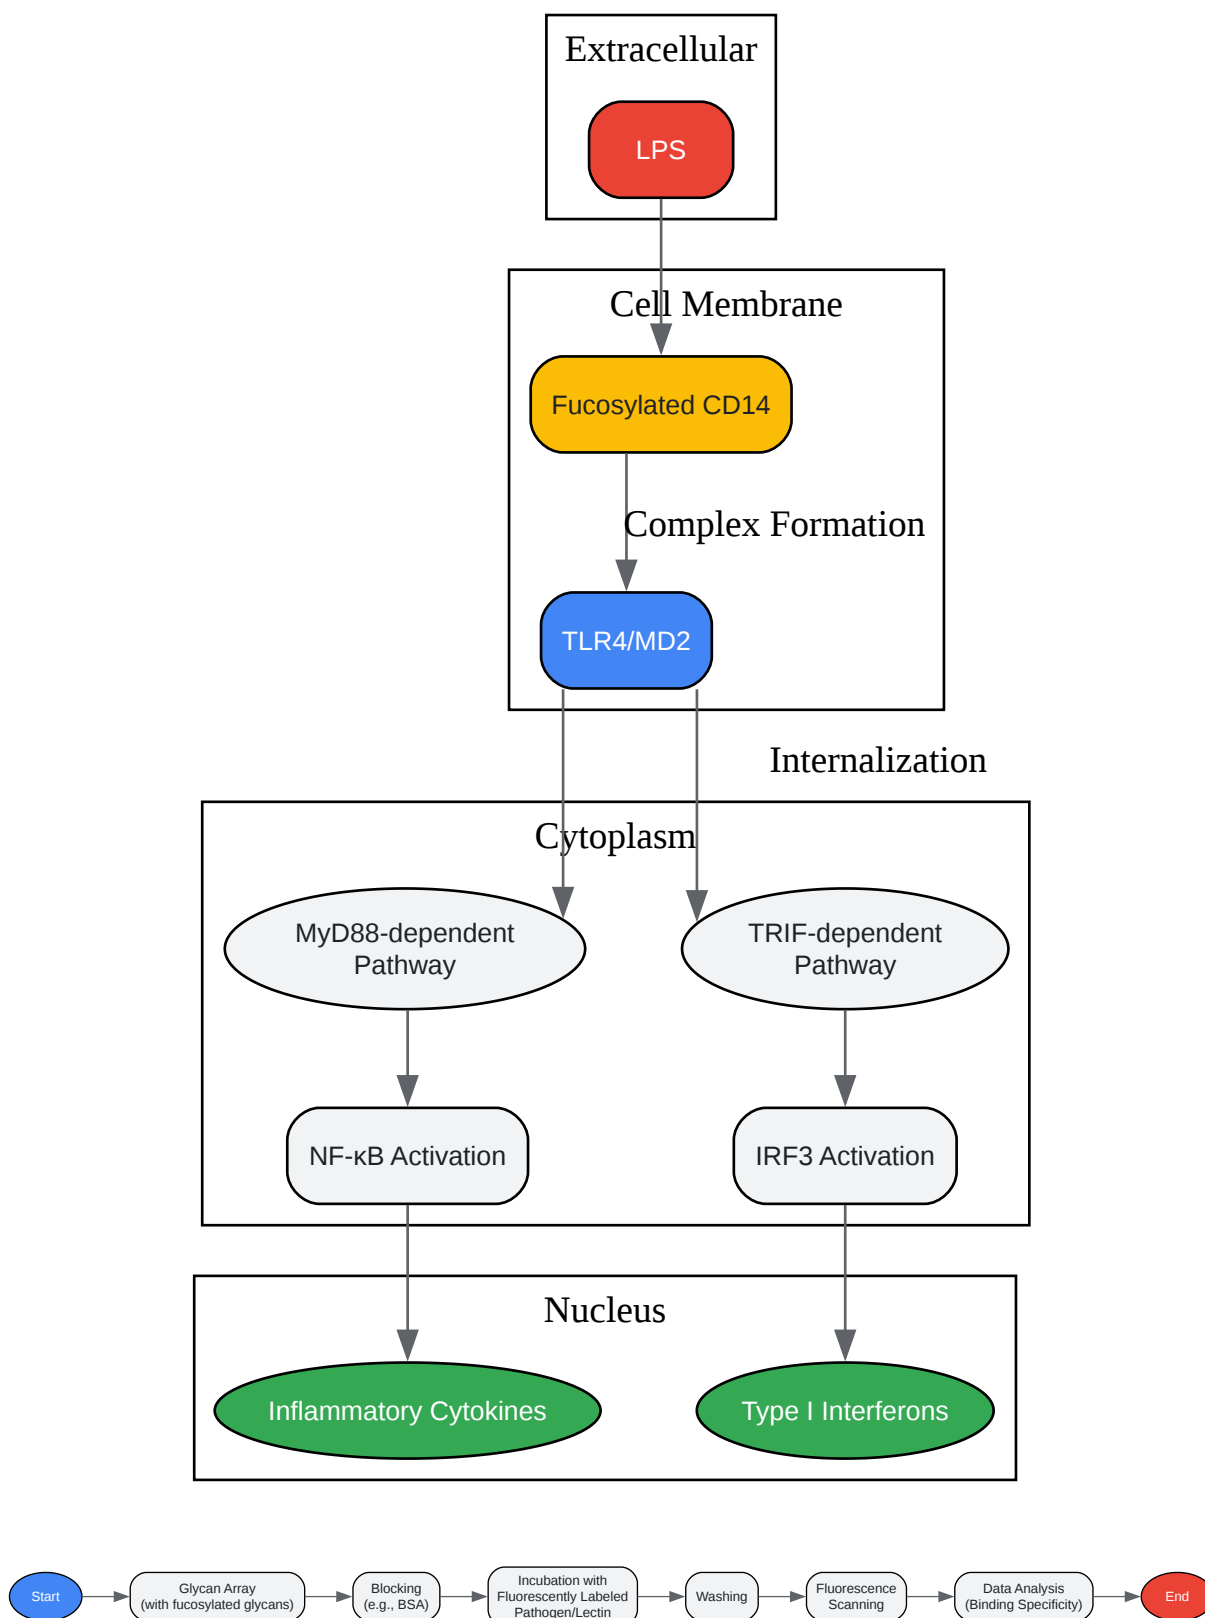 Extracellular
LPS
Cell Membrane
Fucosylated CD14
Complex Formation
TLR4/MD2
Internalization
Cytoplasm
MyD88-dependent
Pathway
TRIF-dependent
Pathway
NF-κB Activation
IRF3 Activation
Nucleus
Inflammatory Cytokines
Type I Interferons
Start
Glycan Array
(with fucosylated glycans)
Blocking
(e.g., BSA)
Incubation with
Fluorescently Labeled
Pathogen/Lectin
Washing
Fluorescence
Scanning
Data Analysis
(Binding Specificity)
End